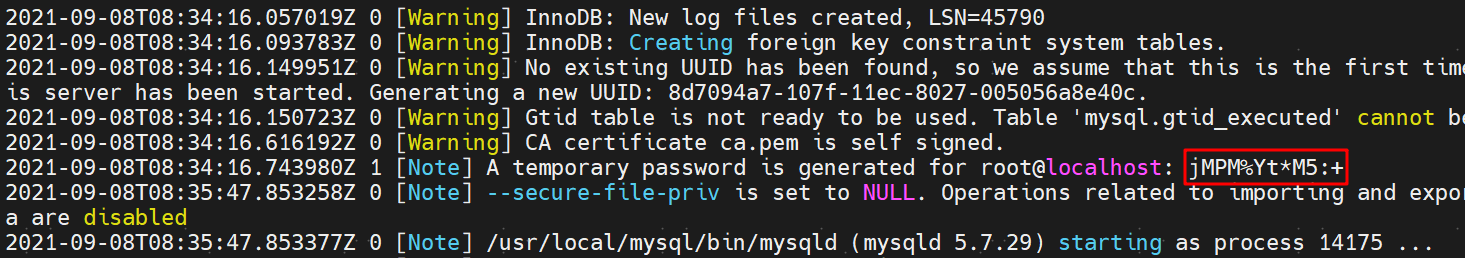 2021-09-08T08:34:16.057019Z 0 [Warning] InnoDB: New log files created, LSN=45790
2021-09-08T08:34:16.093783Z 0 [Warning] InnoDB: Creating foreign key constraint system tables.
2021-09-08T08:34:16.149951Z 0 [Warning] No existing UUID has been found, so we assume that this is the first time
is server has been started. Generating a new UUID: 8d7094a7-107f-11ec-8027-005056a8e40c.
2021-09-08T08:34:16.150723Z 0 [Warning] Gtid table is not ready to be used. Table 'mysql.gtid_executed' cannot be
2021-09-08T08:34:16.616192Z 0 [Warning] CA certificate ca.pem is self signed.
2021-09-08T08:34:16.743980Z 1 [Note] A temporary password is generated for root@localhost: jMPM%Yt*M5:+
2021-09-08T08:35:47.853258Z 0 [Note] --secure-file-priv is set to NULL. Operations related to importing and expor
a are disabled
2021-09-08T08:35:47.853377Z 0 [Note] /usr/local/mysql/bin/mysqld (mysqld 5.7.29) starting as process 14175 ...